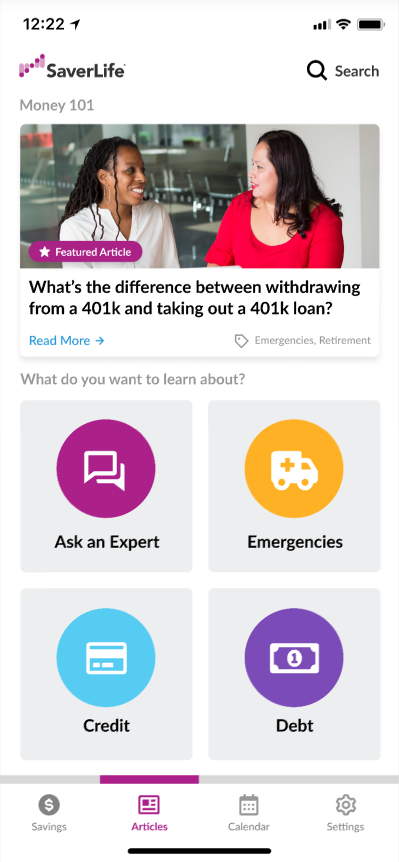 12:22
SaverLife
Search
Money 101
Featured Article
What's the difference between withdrawing
from a 401k and taking out a 401k loan?
Read More →
Emergencies, Retirement
What do you want to learn about?
Ask an Expert
Emergencies
Credit
1
Debt
$
Savings
Articles
Calendar
Settings